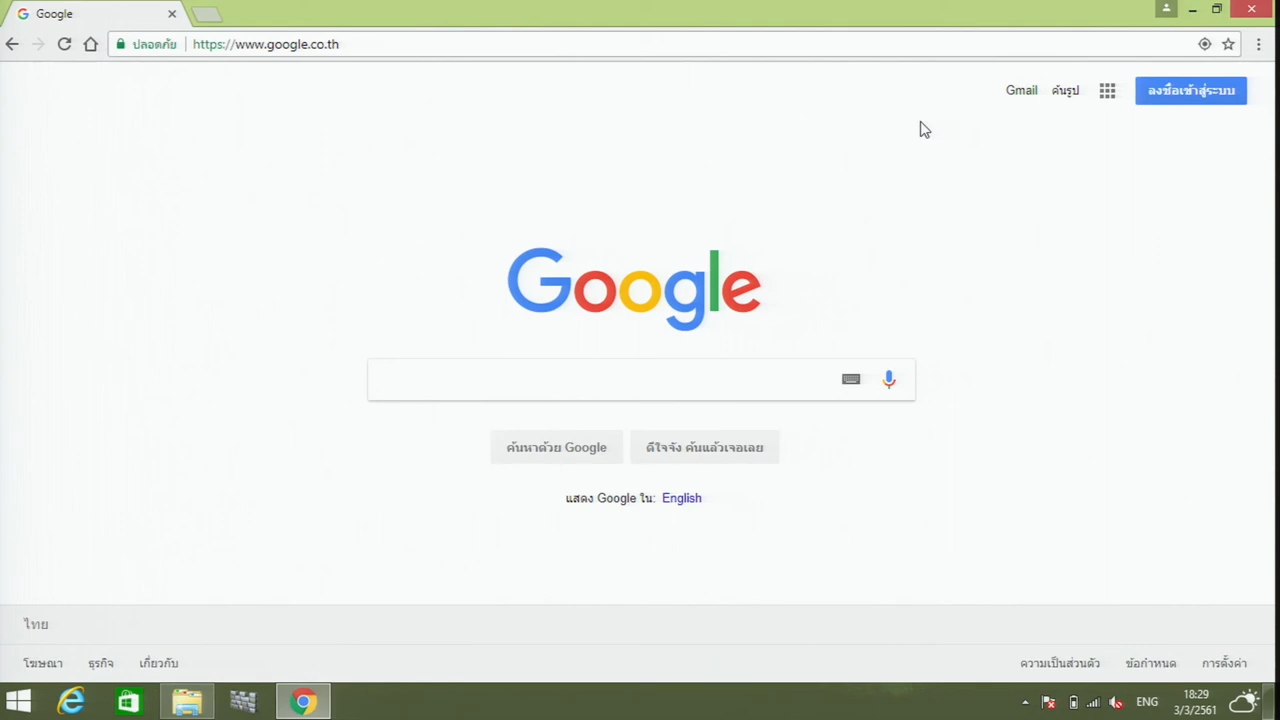 Google
ปลอดภัย
https://www.google.co.th
Gmail
ค้นรูป
ลงชื่อเข้าสู่ระบบ
Google
ค้นหาด้วย Google
ดีใจจัง ค้นแล้วเจอเลย
แสดง Google ใน: English
ไทย
โฆษณา
ธุรกิจ
เกี่ยวกับ
ความเป็นส่วนตัว
ข้อกำหนด
การตั้งค่า
ENG
18:29
3/3/2561